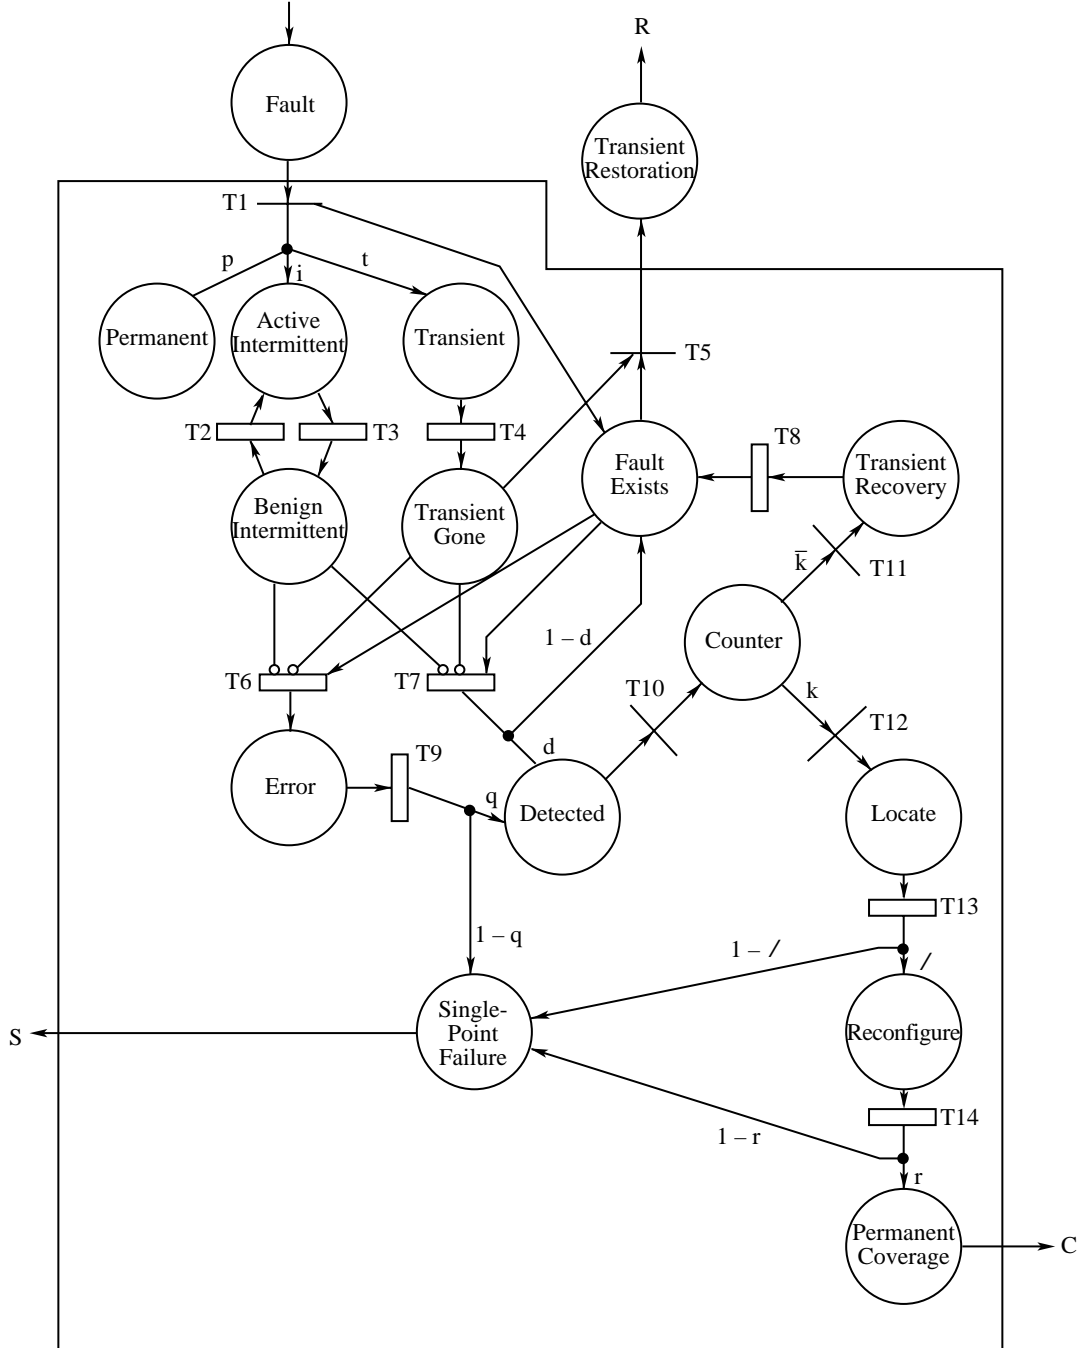 R
Fault
Transient
Restoration
T1
p
i
t
Permanent
Active
Intermittent
Transient
T5
T2
T3
T4
T8
Fault
Exists
Transient
Recovery
Benign
Intermittent
Transient
Gone
k̅
T11
1 – d
Counter
T6
T7
T10
k
T12
T9
d
Error
q
Detected
Locate
T13
1 – q
1 – /
/
Single-
Point
Failure
S
Reconfigure
T14
1 – r
r
Permanent
Coverage
C